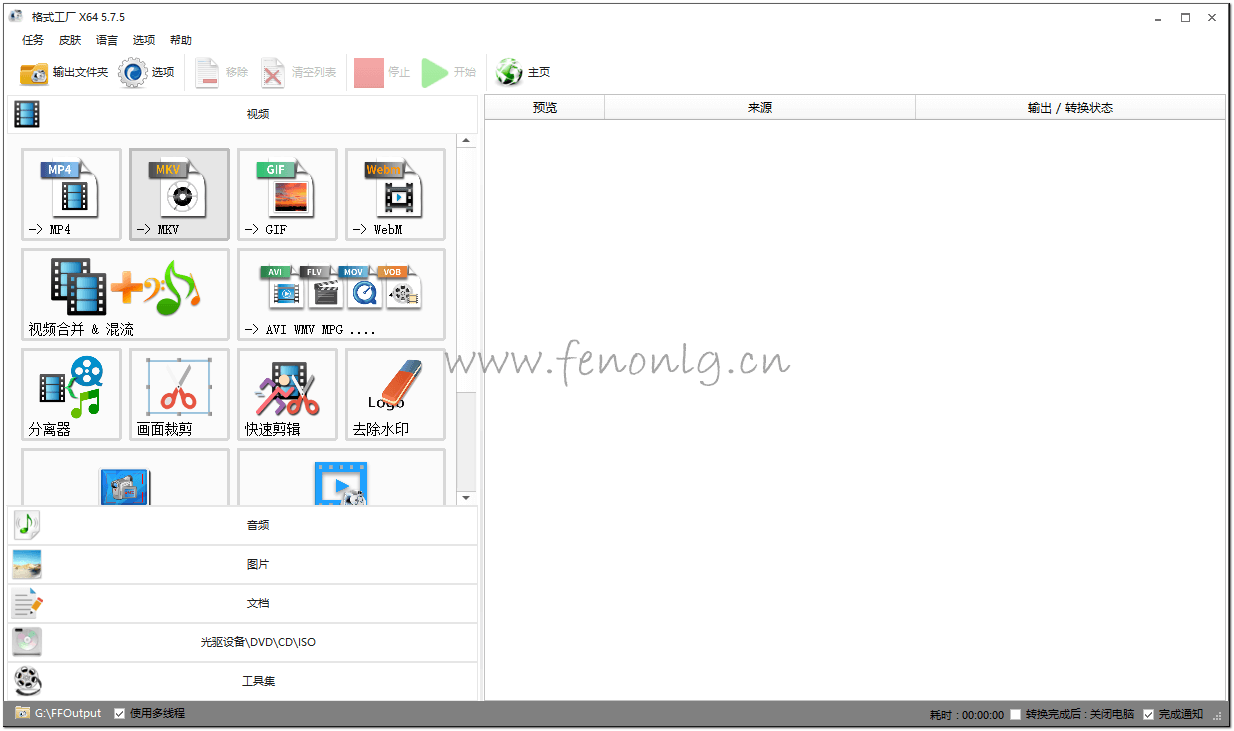 格式工厂 X64 5.7.5
任务 皮肤 语言 选项 帮助
输出文件夹 选项 移除 清空列表 停止 开始 主页
视频
预览 来源 输出 / 转换状态
MP4 MKV GIF Webm
-> MP4 -> MKV -> GIF -> WebM
AVI FLV MOV VOB
视频合并 & 混流 -> AVI WMV MPG ....
www.fenonlg.cn
Logo
分离器 画面裁剪 快速剪辑 去除水印
音频
图片
文档
光驱设备\DVD\CD\ISO
工具集
G:\FFOutput 使用多线程 耗时 : 00:00:00 转换完成后 : 关闭电脑 完成通知